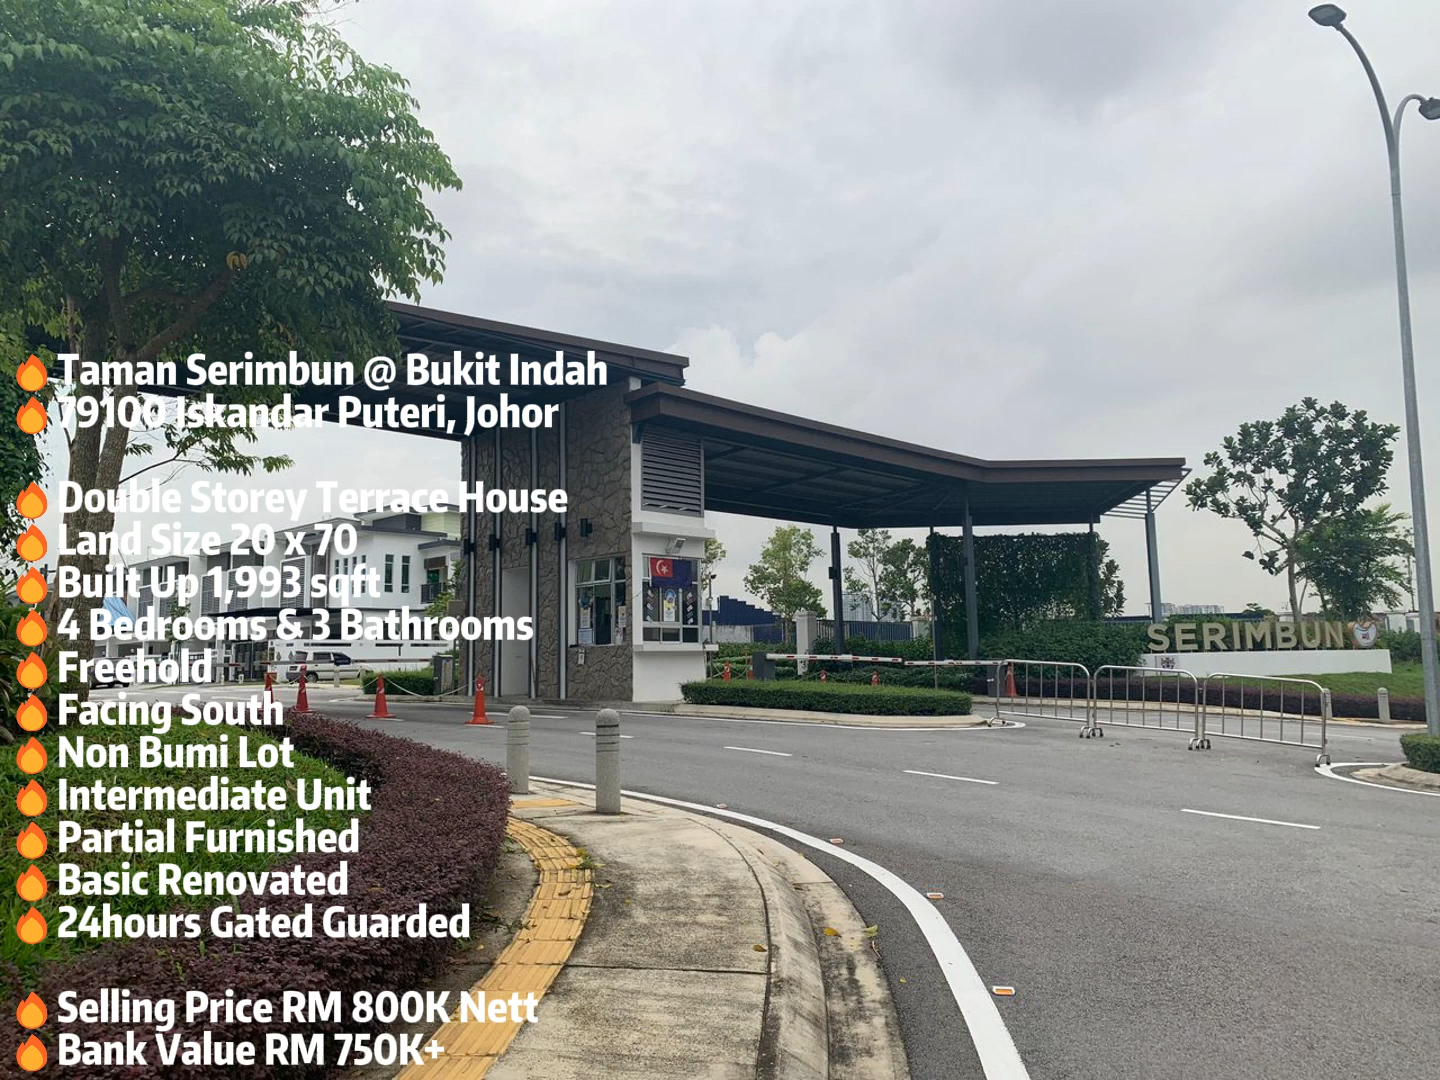 Taman Serimbun @ Bukit Indah
79100 Iskandar Puteri, Johor
Double Storey Terrace House
Land Size 20 x 70
Built Up 1,993 sqft
4 Bedrooms & 3 Bathrooms
Freehold
Facing South
Non Bumi Lot
Intermediate Unit
Partial Furnished
Basic Renovated
24hours Gated Guarded
Selling Price RM 800K Nett
Bank Value RM 750K+
SERIMBUN